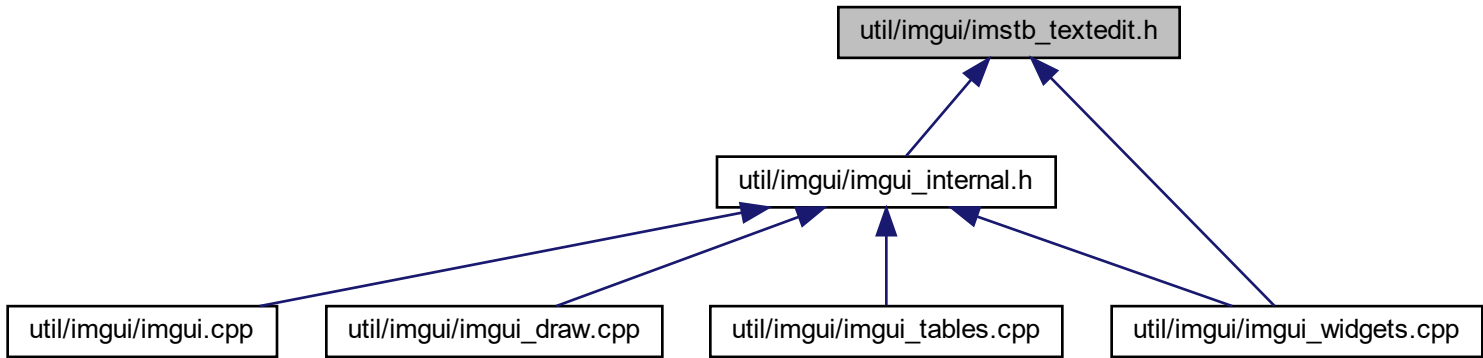 util/imgui/imstb_textedit.h
util/imgui/imgui_internal.h
util/imgui/imgui.cpp
util/imgui/imgui_draw.cpp
util/imgui/imgui_tables.cpp
util/imgui/imgui_widgets.cpp